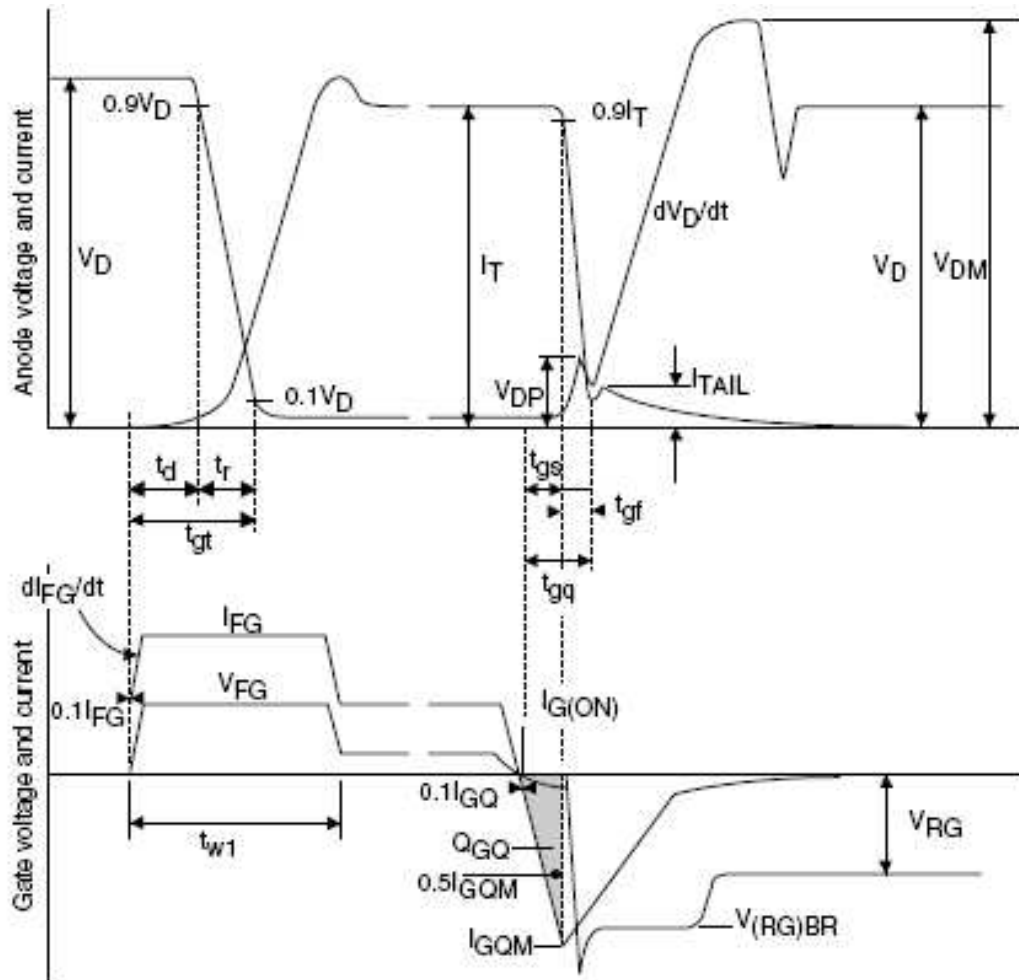 Anode voltage and current
0.9VD
VD
0.1VD
IT
0.9IT
dVD/dt
VD
VDM
VDP
ITAIL
td
tr
tgt
tgs
tgf
tgq
Gate voltage and current
dIFG/dt
IFG
VFG
0.1IFG
IG(ON)
tw1
0.1IGQ
QGQ
0.5IGQM
IGQM
VRG
V(RG)BR